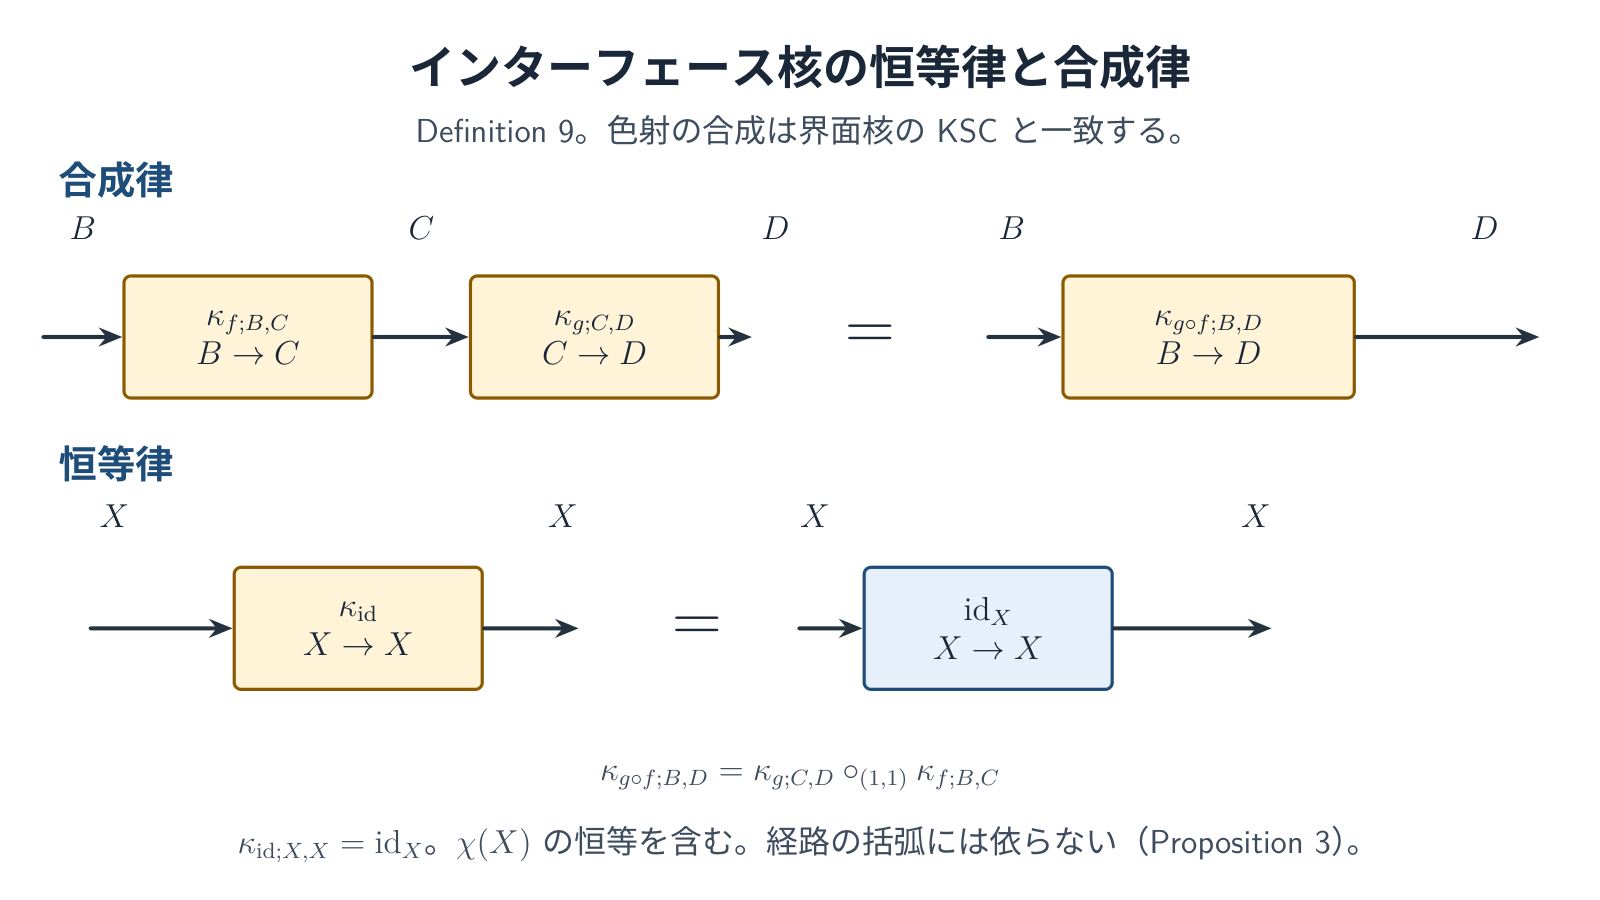 インターフェース核の恒等律と合成律
Definition 9。色射の合成は界面核の KSC と一致する。
合成律
B C D B D
κ_{f;B,C}
B → C
κ_{g;C,D}
C → D
=
κ_{g∘f;B,D}
B → D
恒等律
X X X X
κ_{id}
X → X
=
id_X
X → X
κ_{g∘f;B,D} = κ_{g;C,D} ∘_{(1,1)} κ_{f;B,C}
κ_{id;X,X} = id_X。χ(X) の恒等を含む。経路の括弧には依らない（Proposition 3）。